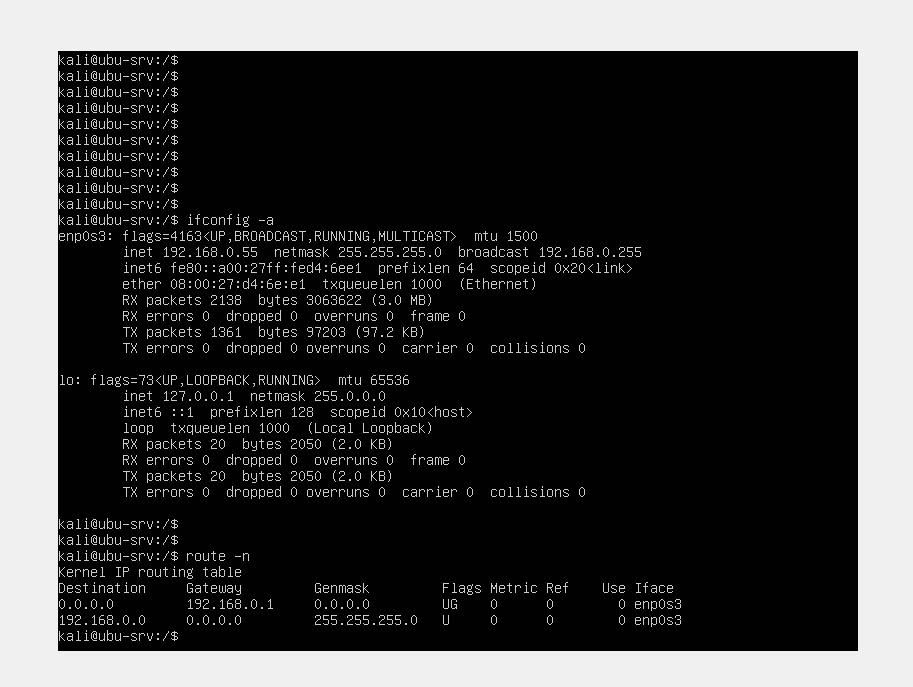 kali@ubu-srv:/$
kali@ubu-srv:/$
kali@ubu-srv:/$
kali@ubu-srv:/$
kali@ubu-srv:/$
kali@ubu-srv:/$
kali@ubu-srv:/$
kali@ubu-srv:/$
kali@ubu-srv:/$
kali@ubu-srv:/$
kali@ubu-srv:/$ ifconfig -a
enp0s3: flags=4163<UP,BROADCAST,RUNNING,MULTICAST>  mtu 1500
        inet 192.168.0.55  netmask 255.255.255.0  broadcast 192.168.0.255
        inet6 fe80::a00:27ff:fed4:6ee1  prefixlen 64  scopeid 0x20<link>
        ether 08:00:27:d4:6e:e1  txqueuelen 1000  (Ethernet)
        RX packets 2138  bytes 3063622 (3.0 MB)
        RX errors 0  dropped 0  overruns 0  frame 0
        TX packets 1361  bytes 97203 (97.2 KB)
        TX errors 0  dropped 0 overruns 0  carrier 0  collisions 0

lo: flags=73<UP,LOOPBACK,RUNNING>  mtu 65536
        inet 127.0.0.1  netmask 255.0.0.0
        inet6 ::1  prefixlen 128  scopeid 0x10<host>
        loop  txqueuelen 1000  (Local Loopback)
        RX packets 20  bytes 2050 (2.0 KB)
        RX errors 0  dropped 0  overruns 0  frame 0
        TX packets 20  bytes 2050 (2.0 KB)
        TX errors 0  dropped 0 overruns 0  carrier 0  collisions 0

kali@ubu-srv:/$
kali@ubu-srv:/$
kali@ubu-srv:/$ route -n
Kernel IP routing table
Destination     Gateway         Genmask         Flags Metric Ref    Use Iface
0.0.0.0         192.168.0.1     0.0.0.0         UG    0      0        0 enp0s3
192.168.0.0     0.0.0.0         255.255.255.0   U     0      0        0 enp0s3
kali@ubu-srv:/$